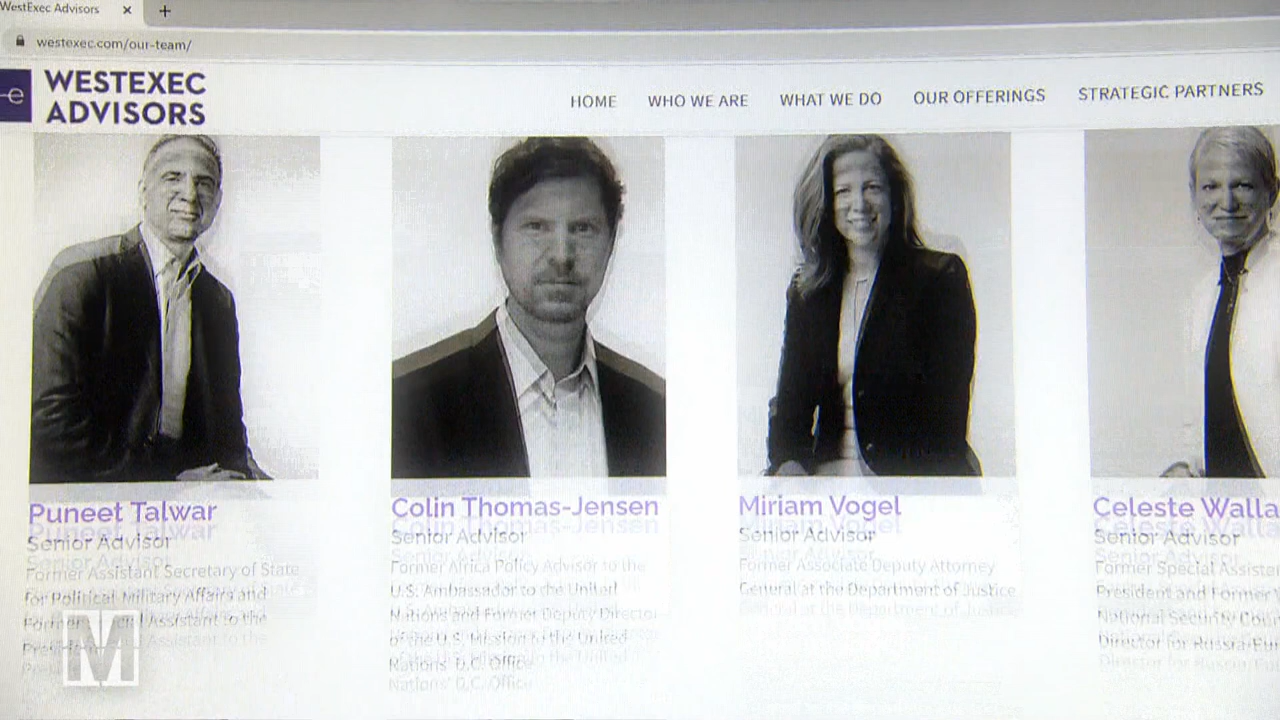 WestExec Advisors
westexec.com/our-team/
e
WESTEXEC
ADVISORS
HOME
WHO WE ARE
WHAT WE DO
OUR OFFERINGS
STRATEGIC PARTNERS
Puneet Talwar
Senior Advisor
Former Assistant Secretary of State
for Political-Military Affairs and
Former Special Assistant to the
Colin Thomas-Jensen
Senior Advisor
Former Africa Policy Advisor to the
U.S. Ambassador to the United
Nations and Former Deputy Director
of the U.S. Mission to the United
Nations' D.C. Office
Miriam Vogel
Senior Advisor
Former Associate Deputy Attorney
General at the Department of Justice
Celeste Walla
Senior Advisor
Former Special Assistan
President and Former
National Security Coun
Director for Russia/Eur
M